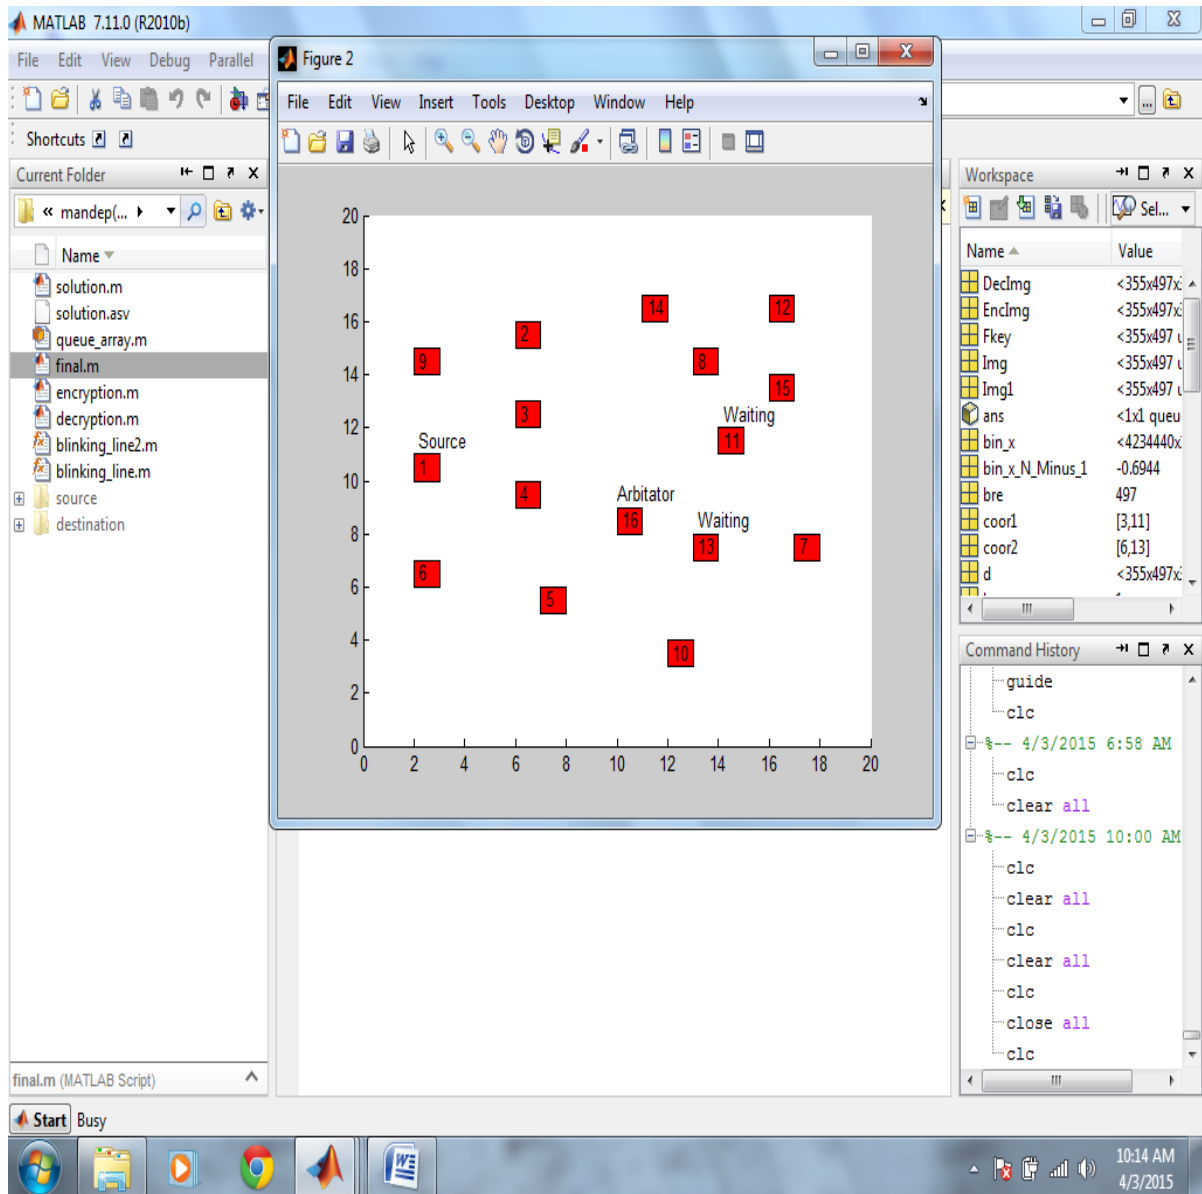 MATLAB 7.11.0 (R2010b)
File Edit View Debug Parallel
Shortcuts
Current Folder
« mandep(...
Name
solution.m
solution.asv
queue_array.m
final.m
encryption.m
decryption.m
blinking_line2.m
blinking_line.m
source
destination
final.m (MATLAB Script)
Figure 2
File Edit View Insert Tools Desktop Window Help
20
18
16
14
12
10
8
6
4
2
0
0 2 4 6 8 10 12 14 16 18 20
14 12
2
9 8
15
3 Waiting
Source 11
1
4 Arbitator
16 Waiting
13 7
6
5
10
Workspace
Sel...
Name Value
DecImg <355x497x3
EncImg <355x497x3
Fkey <355x497 u
Img <355x497 u
Img1 <355x497 u
ans <1x1 queu
bin_x <4234440x
bin_x_N_Minus_1 -0.6944
bre 497
coor1 [3,11]
coor2 [6,13]
d <355x497x3
Command History
guide
clc
%-- 4/3/2015 6:58 AM
clc
clear all
%-- 4/3/2015 10:00 AM
clc
clear all
clc
clear all
clc
close all
clc
Start Busy
10:14 AM
4/3/2015